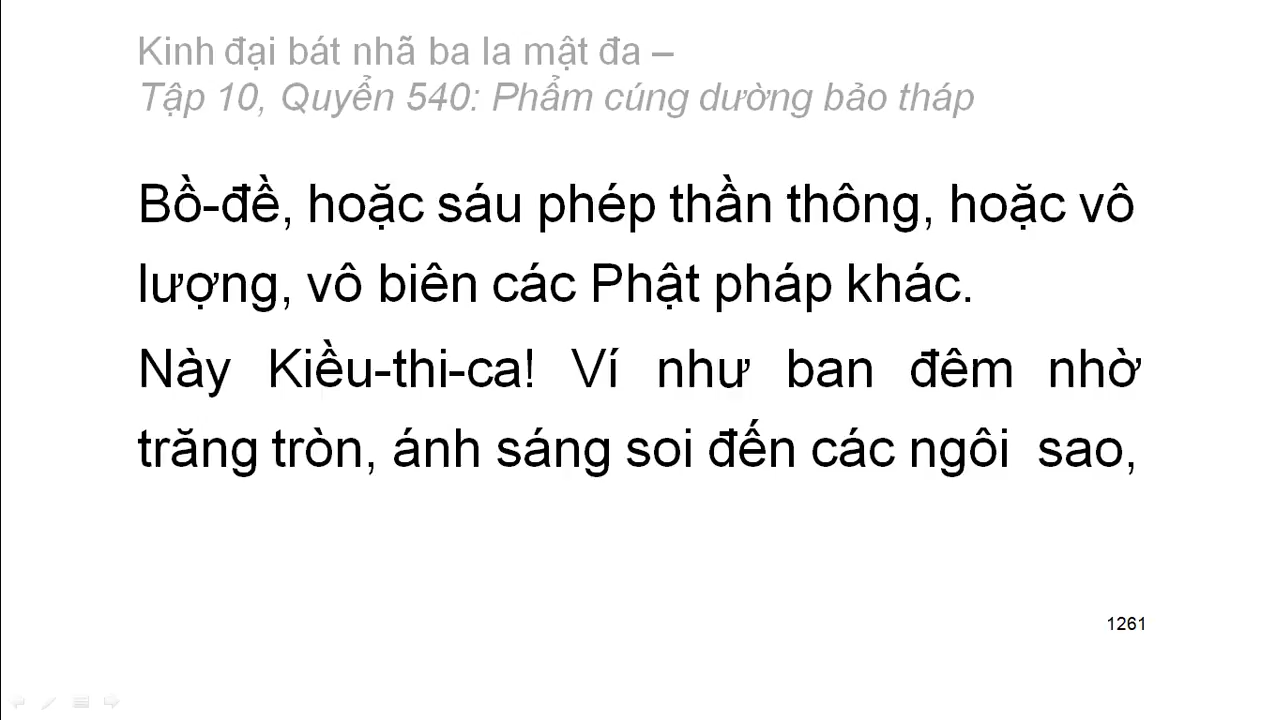 Kinh đại bát nhã ba la mật đa –
Tập 10, Quyển 540: Phẩm cúng dường bảo tháp
Bồ-đề, hoặc sáu phép thần thông, hoặc vô
lượng, vô biên các Phật pháp khác.
Này Kiều-thi-ca! Ví như ban đêm nhờ
trăng tròn, ánh sáng soi đến các ngôi sao,
1261